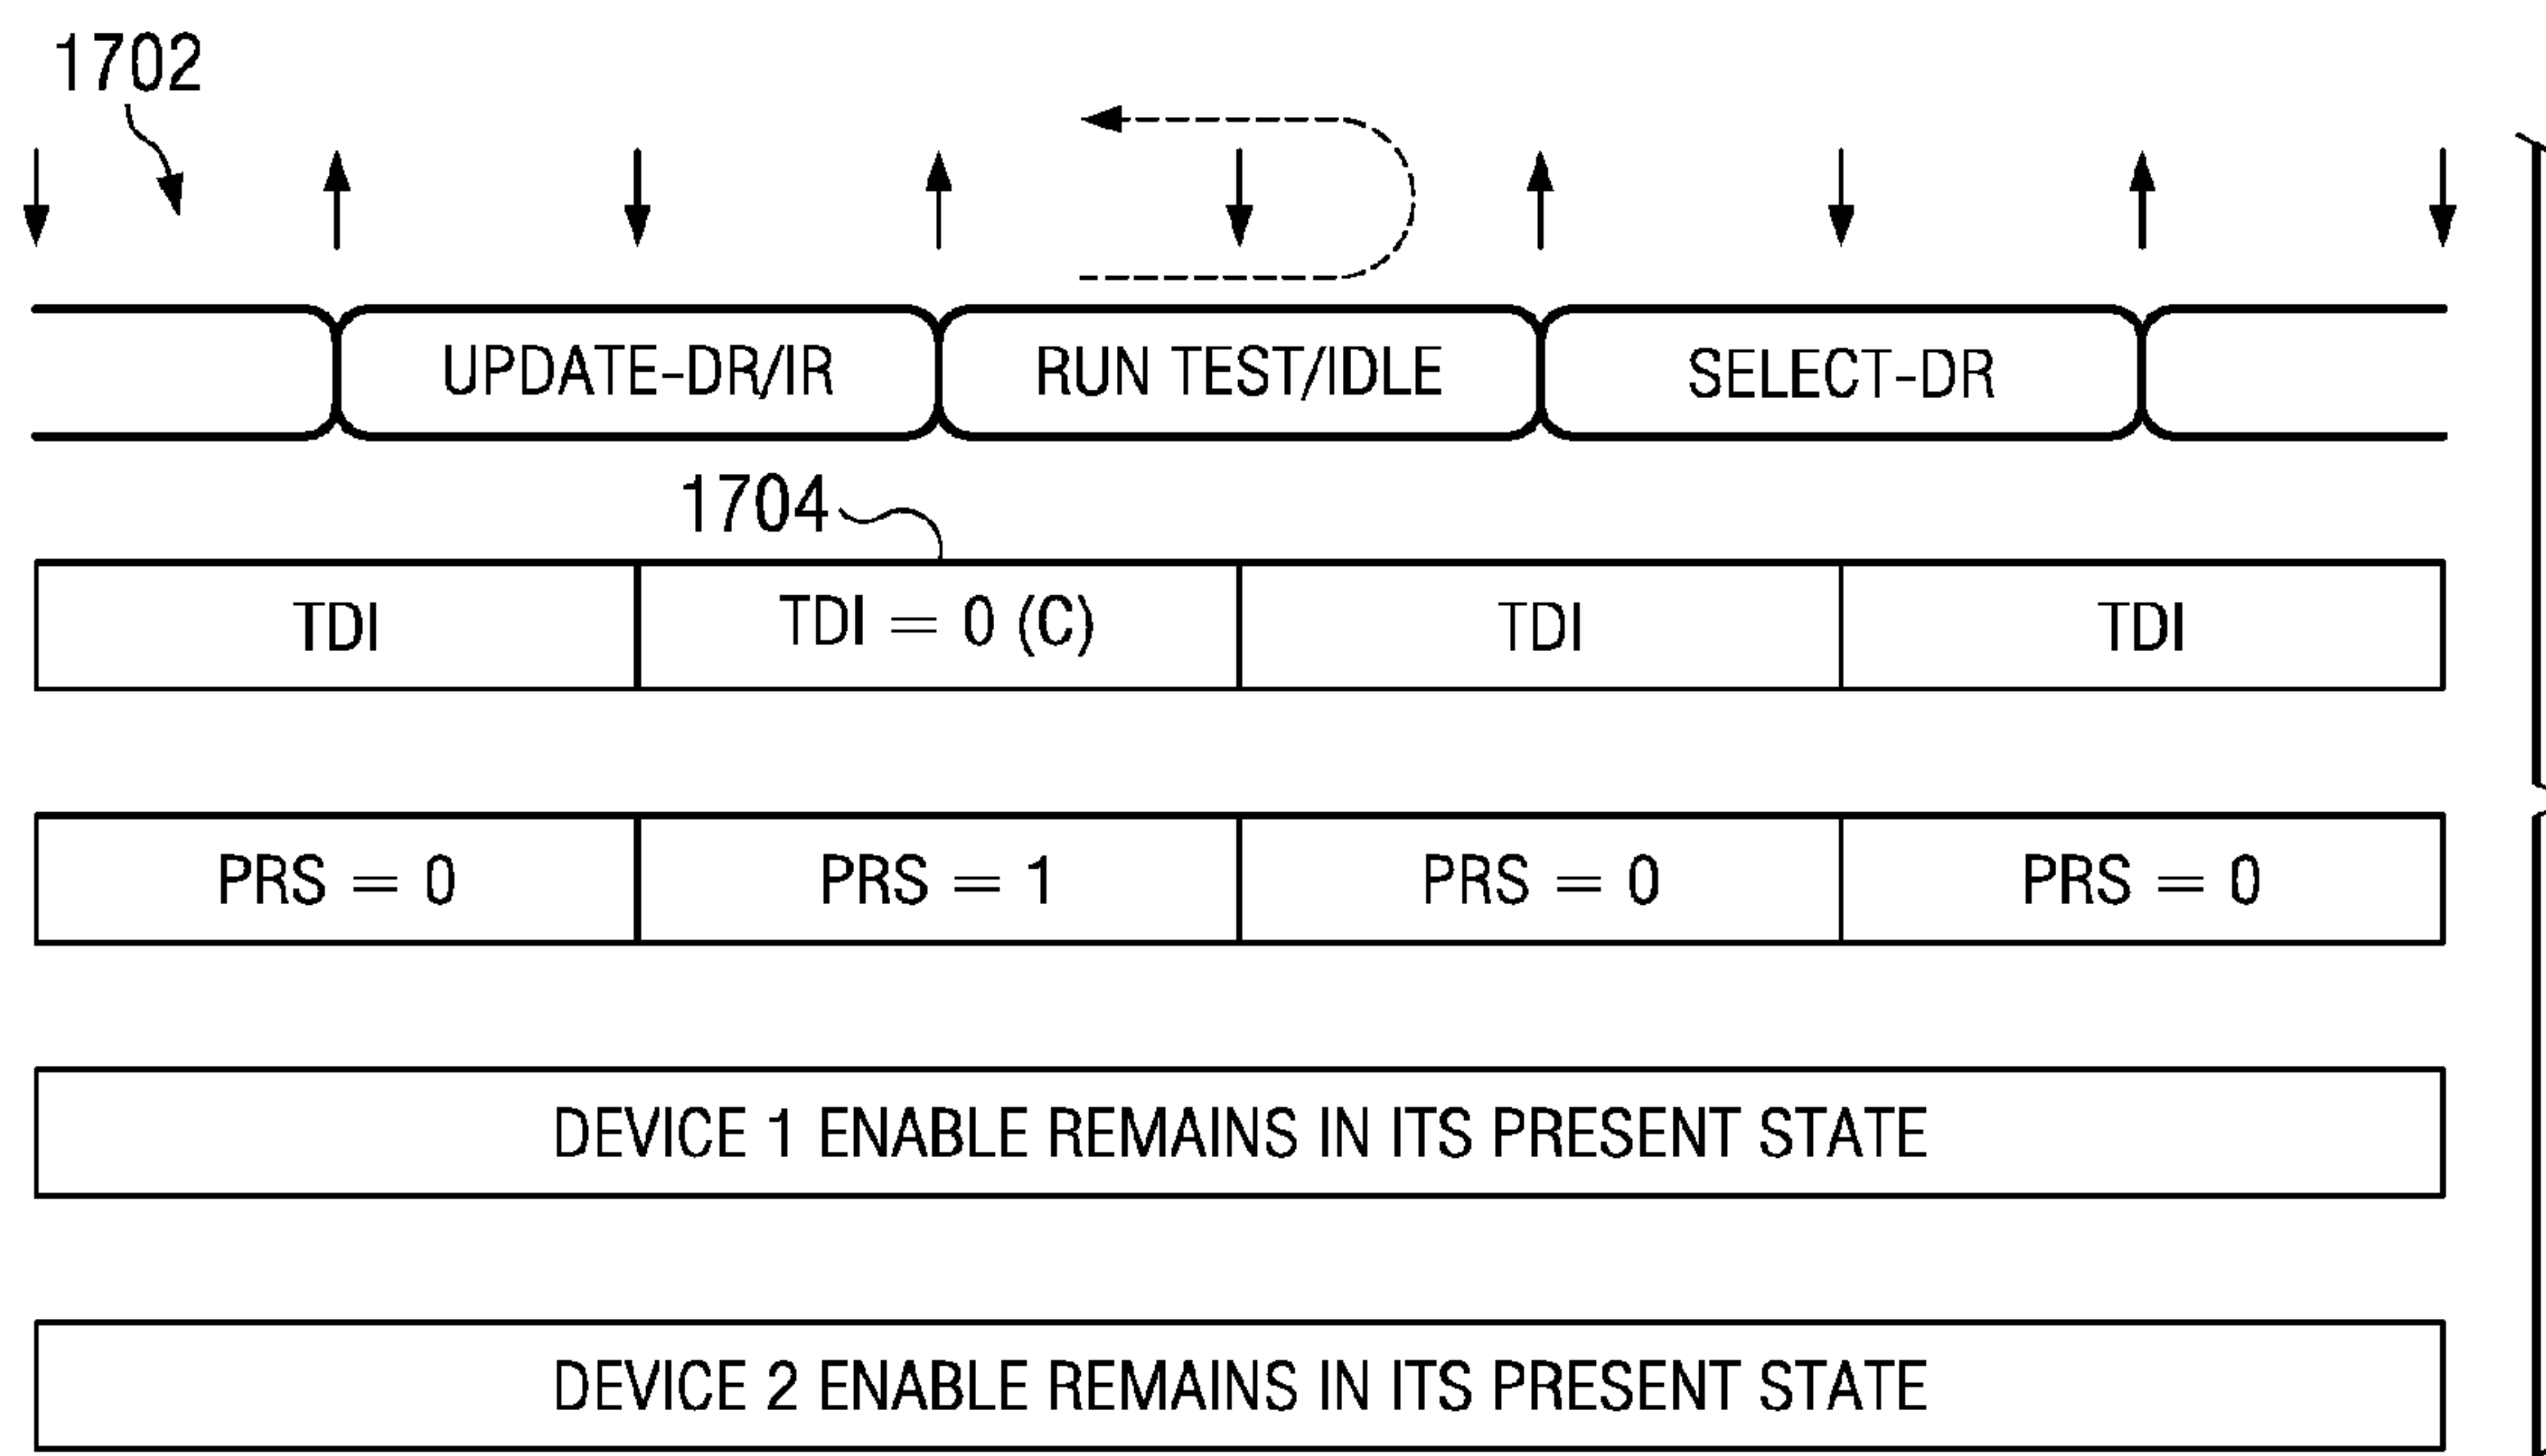 1702
UPDATE-DR/IR RUN TEST/IDLE SELECT-DR
1704
TDI TDI = 0 (C) TDI TDI
PRS = 0 PRS = 1 PRS = 0 PRS = 0
DEVICE 1 ENABLE REMAINS IN ITS PRESENT STATE
DEVICE 2 ENABLE REMAINS IN ITS PRESENT STATE